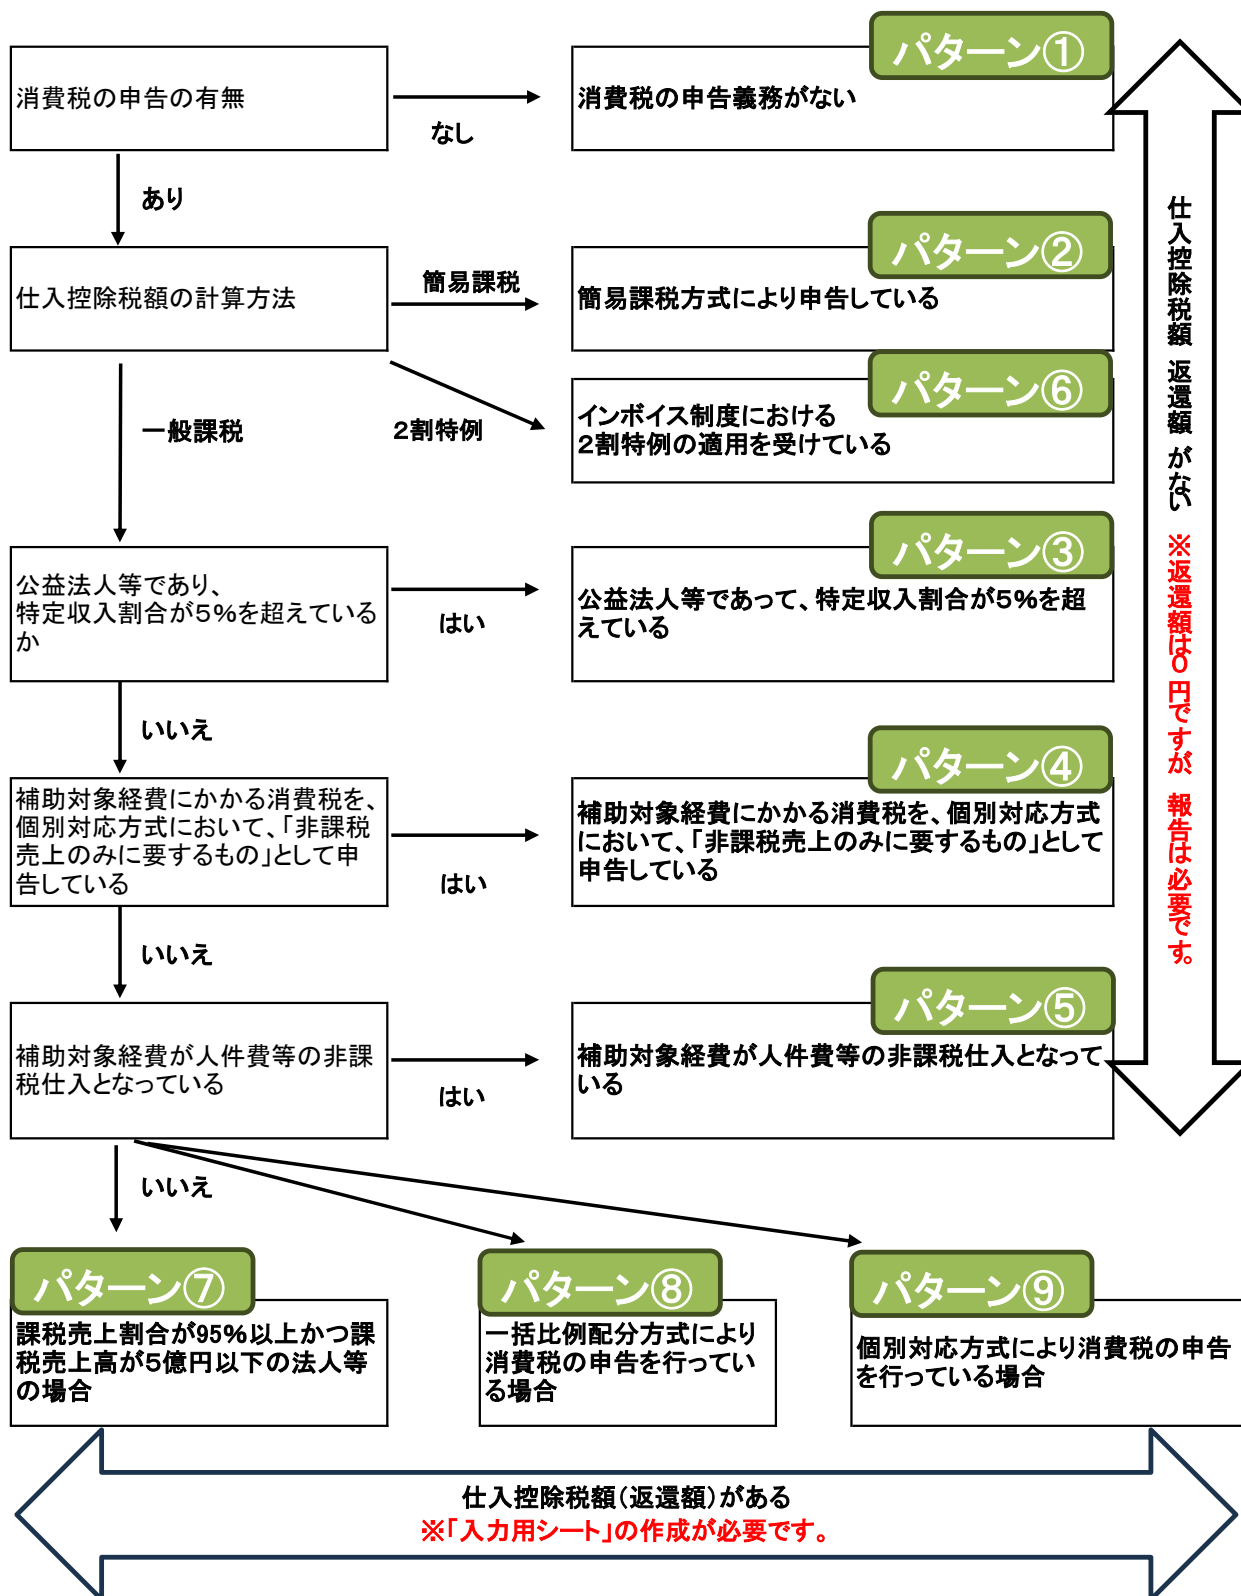 パターン①
消費税の申告の有無
なし
消費税の申告義務がない
あり
パターン②
仕入控除税額の計算方法
簡易課税
簡易課税方式により申告している
パターン⑥
一般課税
2割特例
インボイス制度における
2割特例の適用を受けている
パターン③
公益法人等であり、
特定収入割合が5%を超えている
か
はい
公益法人等であって、特定収入割合が5%を超
えている
いいえ
パターン④
補助対象経費にかかる消費税を、
個別対応方式において、「非課税
売上のみに要するもの」として申
告している
はい
補助対象経費にかかる消費税を、個別対応方式
において、「非課税売上のみに要するもの」として
申告している
いいえ
パターン⑤
補助対象経費が人件費等の非課
税仕入となっている
はい
補助対象経費が人件費等の非課税仕入となって
いる
いいえ
仕入控除税額 返還額 がない ※返還額は0円ですが、報告は必要です。
パターン⑦
課税売上割合が95%以上かつ課
税売上高が5億円以下の法人等
の場合
パターン⑧
一括比例配分方式により
消費税の申告を行ってい
る場合
パターン⑨
個別対応方式により消費税の申告
を行っている場合
仕入控除税額(返還額)がある
※「入力用シート」の作成が必要です。